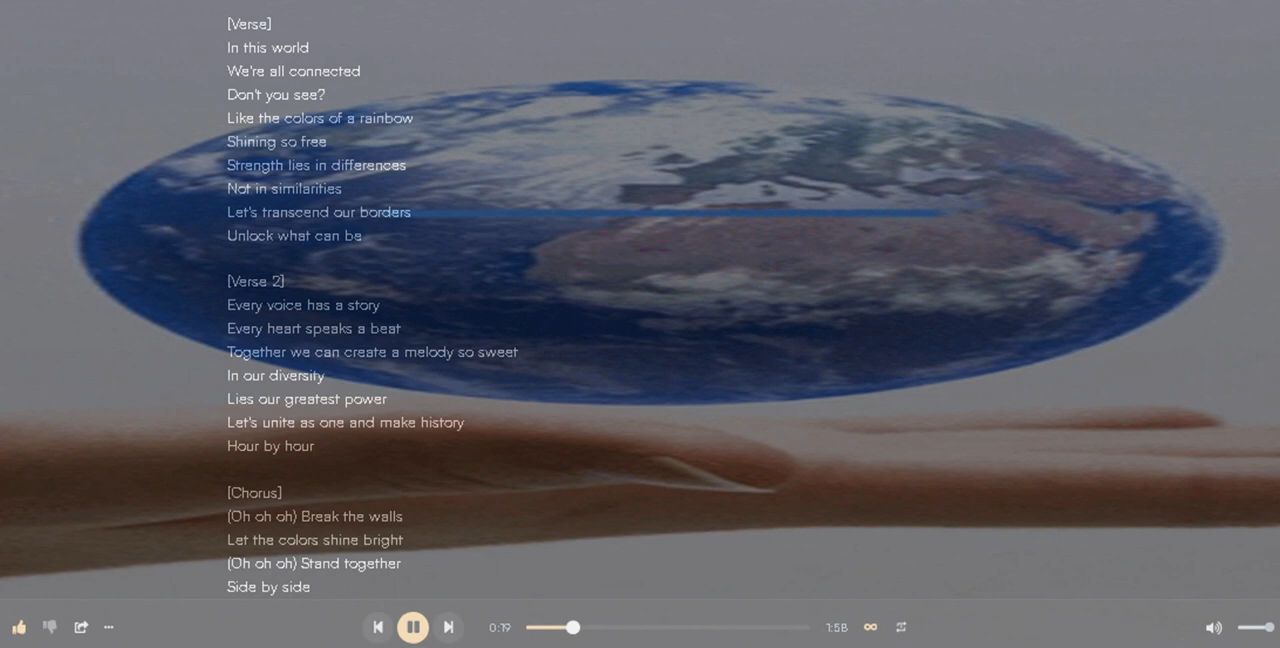 [Verse]
In this world
We're all connected
Don't you see?
Like the colors of a rainbow
Shining so free
Strength lies in differences
Not in similarities
Let's transcend our borders
Unlock what can be
[Verse 2]
Every voice has a story
Every heart speaks a beat
Together we can create a melody so sweet
In our diversity
Lies our greatest power
Let's unite as one and make history
Hour by hour
[Chorus]
(Oh oh oh) Break the walls
Let the colors shine bright
(Oh oh oh) Stand together
Side by side
0:19 1:58